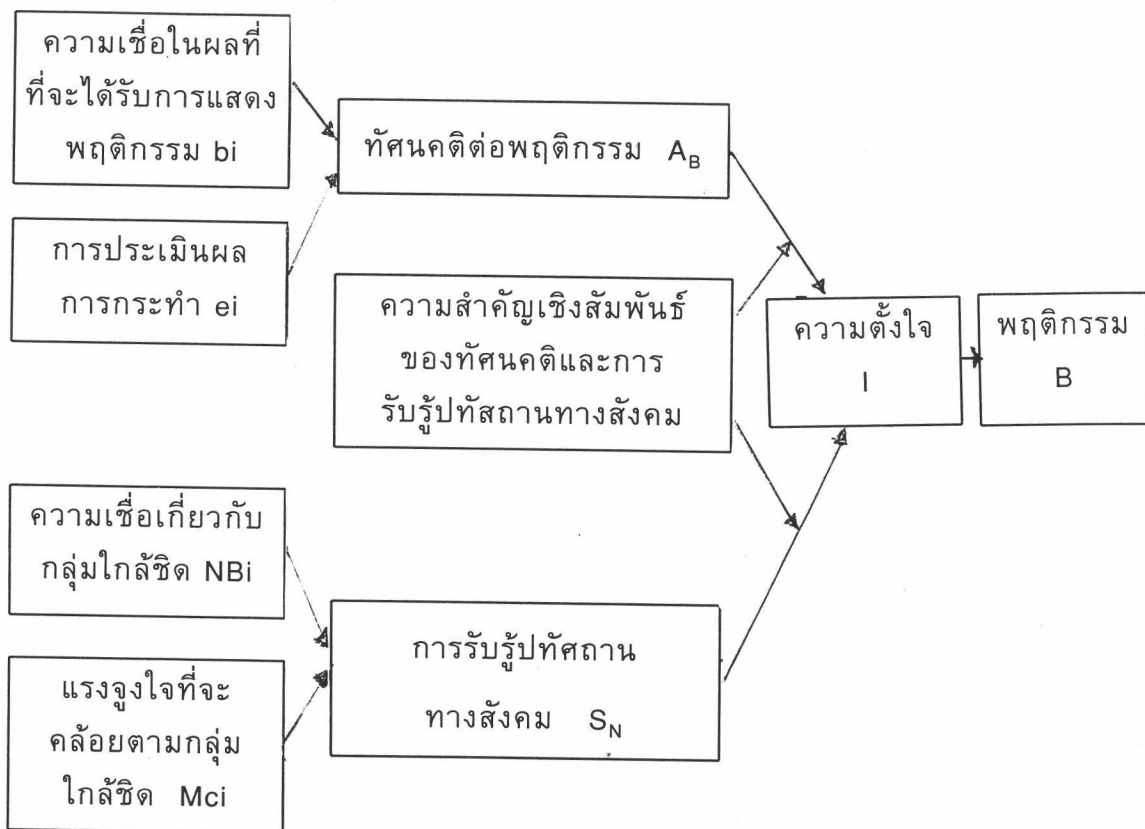 ความเชื่อในผลที่
ที่จะได้รับการแสดง
พฤติกรรม bi
ทัศนคติต่อพฤติกรรม A_B
การประเมินผล
การกระทำ ei
ความสำคัญเชิงสัมพันธ์
ของทัศนคติและการ
รับรู้ปทัสถานทางสังคม
ความตั้งใจ
I
พฤติกรรม
B
ความเชื่อเกี่ยวกับ
กลุ่มใกล้ชิด NBi
การรับรู้ปทัศถาน
ทางสังคม S_N
แรงจูงใจที่จะ
คล้อยตามกลุ่ม
ใกล้ชิด Mci